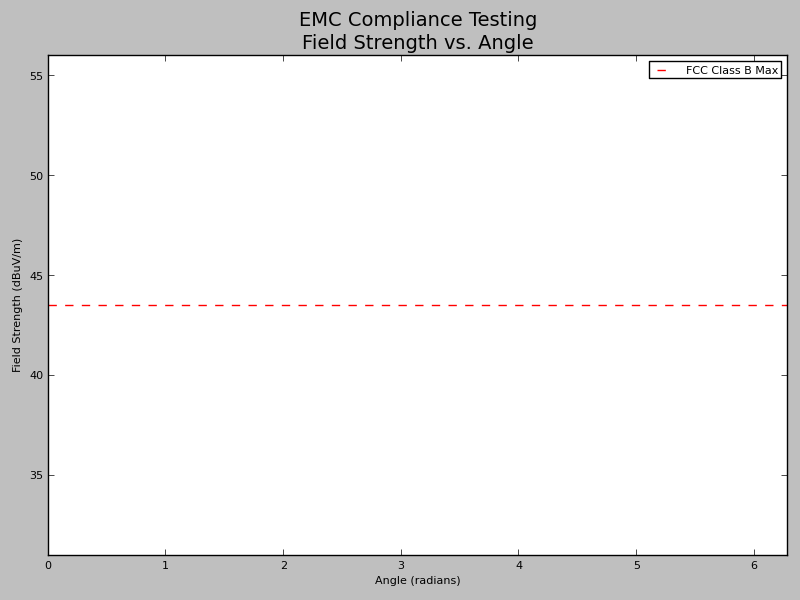 EMC Compliance Testing
Field Strength vs. Angle
FCC Class B Max
55
50
45
40
35
Field Strength (dBuV/m)
0 1 2 3 4 5 6
Angle (radians)